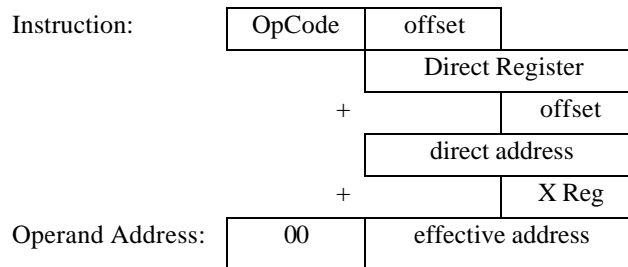 Instruction: OpCode offset
Direct Register
+ offset
direct address
+ X Reg
Operand Address: 00 effective address